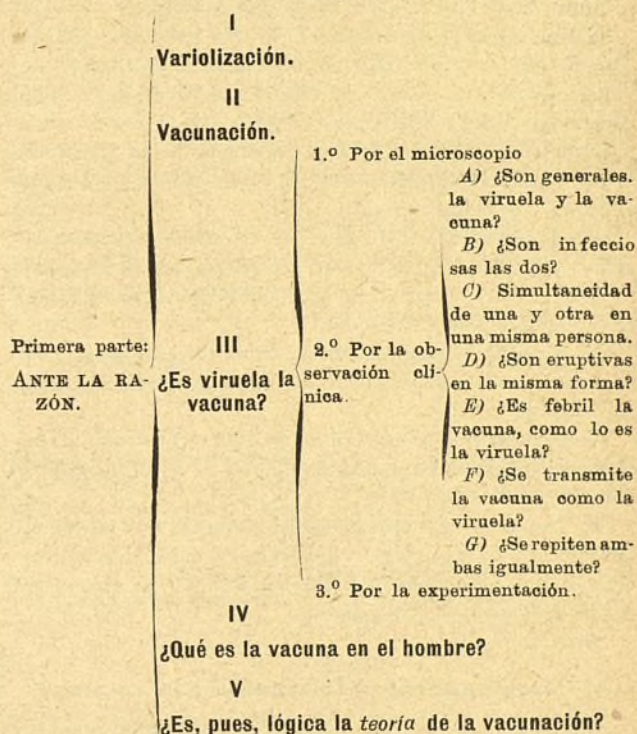 I
Variolización.
II
Vacunación.
Primera parte:
ANTE LA RA-
ZÓN.
III
¿Es viruela la
vacuna?
1.º Por el microscopio
2.º Por la ob-
servación clí-
nica.
A) ¿Son generales.
la viruela y la va-
cuna?
B) ¿Son infeccio
sas las dos?
C) Simultaneidad
de una y otra en
una misma persona.
D) ¿Son eruptivas
en la misma forma?
E) ¿Es febril la
vacuna, como lo es
la viruela?
F) ¿Se transmite
la vacuna como la
viruela?
G) ¿Se repiten am-
bas igualmente?
3.º Por la experimentación.
IV
¿Qué es la vacuna en el hombre?
V
¿Es, pues, lógica la teoría de la vacunación?